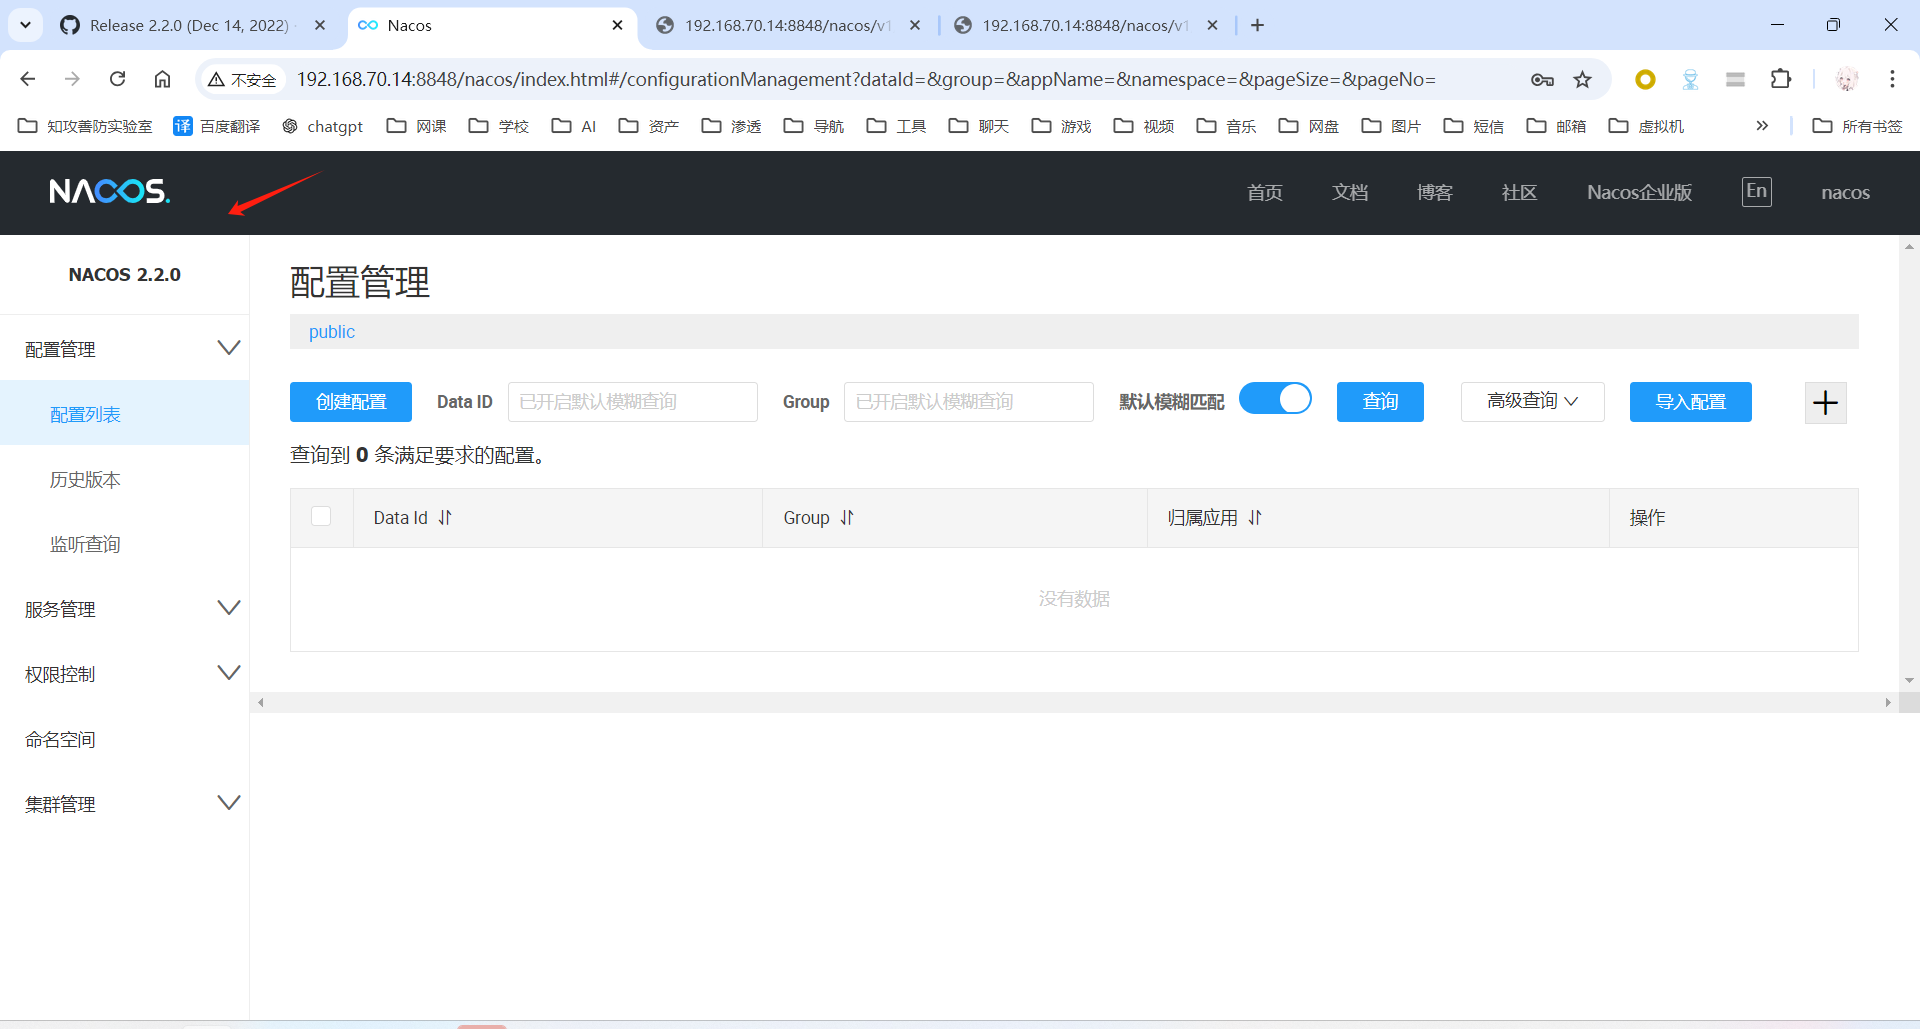 Release 2.2.0 (Dec 14, 2022)
Nacos
192.168.70.14:8848/nacos/v1
192.168.70.14:8848/nacos/v1
不安全
192.168.70.14:8848/nacos/index.html#/configurationManagement?dataId=&group=&appName=&namespace=&pageSize=&pageNo=
知攻善防实验室
译 百度翻译
chatgpt
网课
学校
AI
资产
渗透
导航
工具
聊天
游戏
视频
音乐
网盘
图片
短信
邮箱
虚拟机
所有书签
NACOS.
首页
文档
博客
社区
Nacos企业版
En
nacos
NACOS 2.2.0
配置管理
配置列表
历史版本
监听查询
服务管理
权限控制
命名空间
集群管理
配置管理
public
创建配置
Data ID
已开启默认模糊查询
Group
已开启默认模糊查询
默认模糊匹配
查询
高级查询
导入配置
查询到 0 条满足要求的配置。
Data Id
Group
归属应用
操作
没有数据